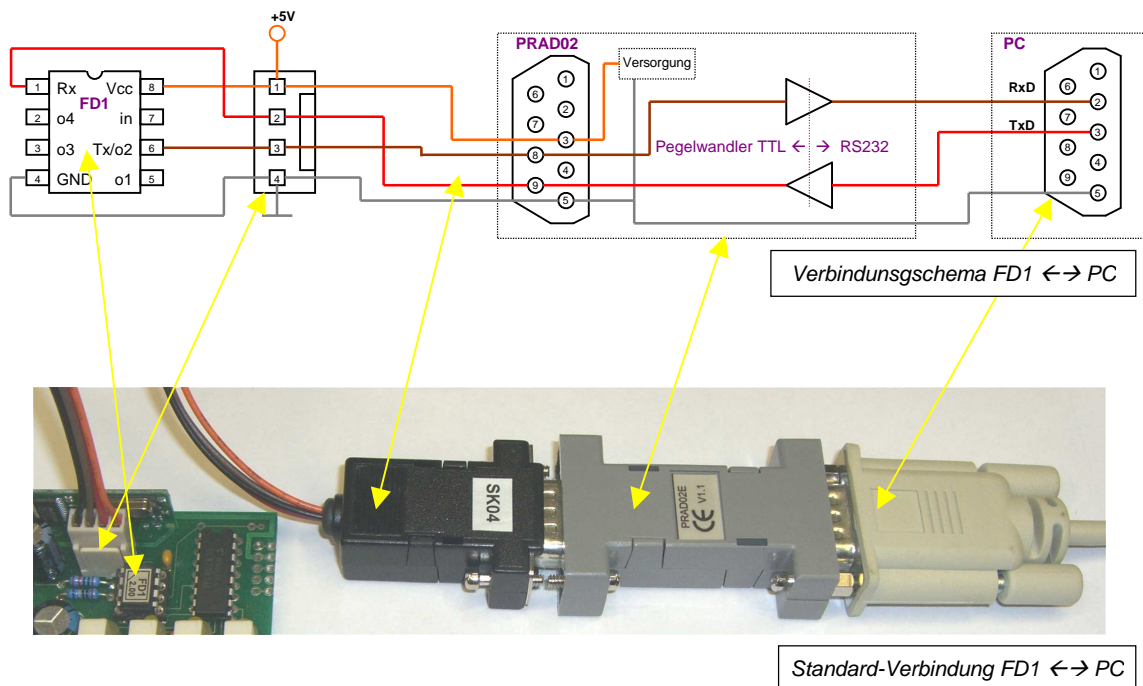 +5V
PRAD02
PC
1 Rx Vcc 8
FD1
2 o4 in 7
3 o3 Tx/o2 6
4 GND o1 5
1
2
3
4
1
6
2
7
3
8
4
9
5
Versorgung
Pegelwandler TTL ← → RS232
RxD
TxD
1
6
2
7
3
8
4
9
5
Verbindunsgschema FD1 ←→ PC
SK04
PRAD02E
CE V1.1
FD1
2.00
Standard-Verbindung FD1 ←→ PC